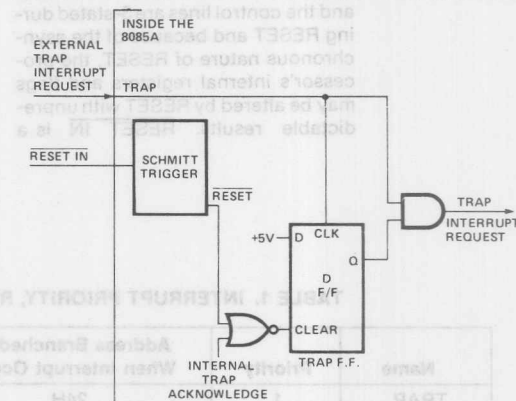 and the control lines are 3-stated dur-
ing RESET and because of the asyn-
chronous nature of RESET, the pro-
cessor's internal registers and flags
may be altered by RESET with unpre-
dictable results. RESET IN is a
INSIDE THE
8085A
EXTERNAL
TRAP
INTERRUPT
REQUEST
TRAP
RESET IN
SCHMITT
TRIGGER
RESET
+5V
D
CLK
Q
D
F/F
CLEAR
TRAP F.F.
TRAP
INTERRUPT
REQUEST
INTERNAL
TRAP
ACKNOWLEDGE
TABLE 1. INTERRUPT PRIORITY, R
Address Branched
Name
Priority
When Interrupt Occ
TRAP
1
24H